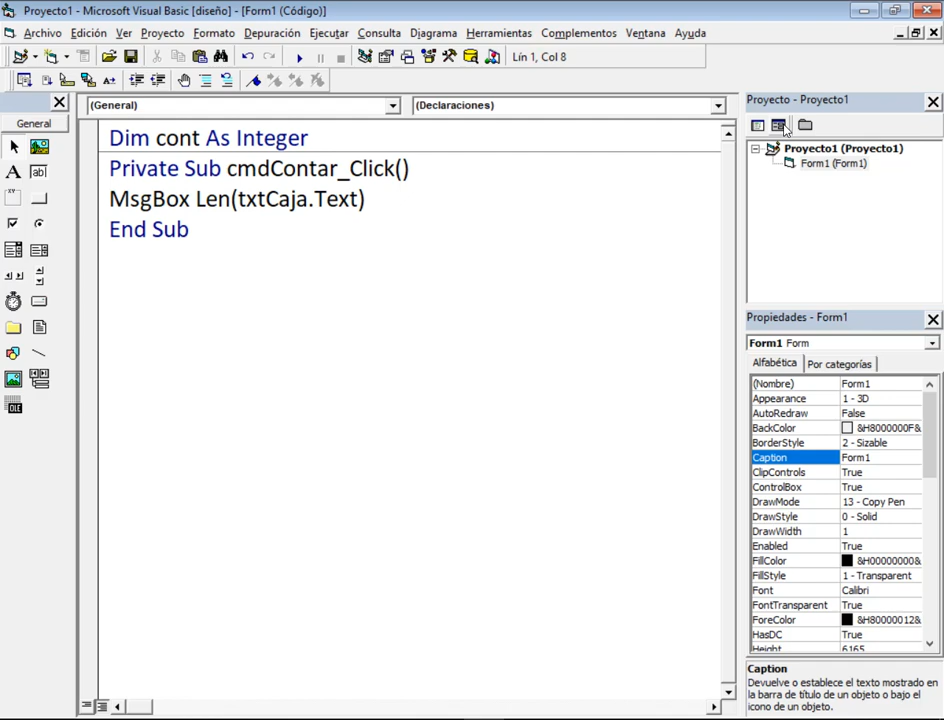 Proyecto1 - Microsoft Visual Basic [diseño] - [Form1 (Código)]
Archivo Edición Ver Proyecto Formato Depuración Ejecutar Consulta Diagrama Herramientas Complementos Ventana Ayuda
Lín 1, Col 8
General
(General) (Declaraciones)
Dim cont As Integer
Private Sub cmdContar_Click()
MsgBox Len(txtCaja.Text)
End Sub
Proyecto - Proyecto1
Proyecto1 (Proyecto1)
Form1 (Form1)
Propiedades - Form1
Form1 Form
Alfabética Por categorías
(Nombre) Form1
Appearance 1 - 3D
AutoRedraw False
BackColor &H8000000F&
BorderStyle 2 - Sizable
Caption Form1
ClipControls True
ControlBox True
DrawMode 13 - Copy Pen
DrawStyle 0 - Solid
DrawWidth 1
Enabled True
FillColor &H00000000&
FillStyle 1 - Transparent
Font Calibri
FontTransparent True
ForeColor &H80000012&
HasDC True
Height 6165
Caption
Devuelve o establece el texto mostrado en
la barra de título de un objeto o bajo el
icono de un objeto.